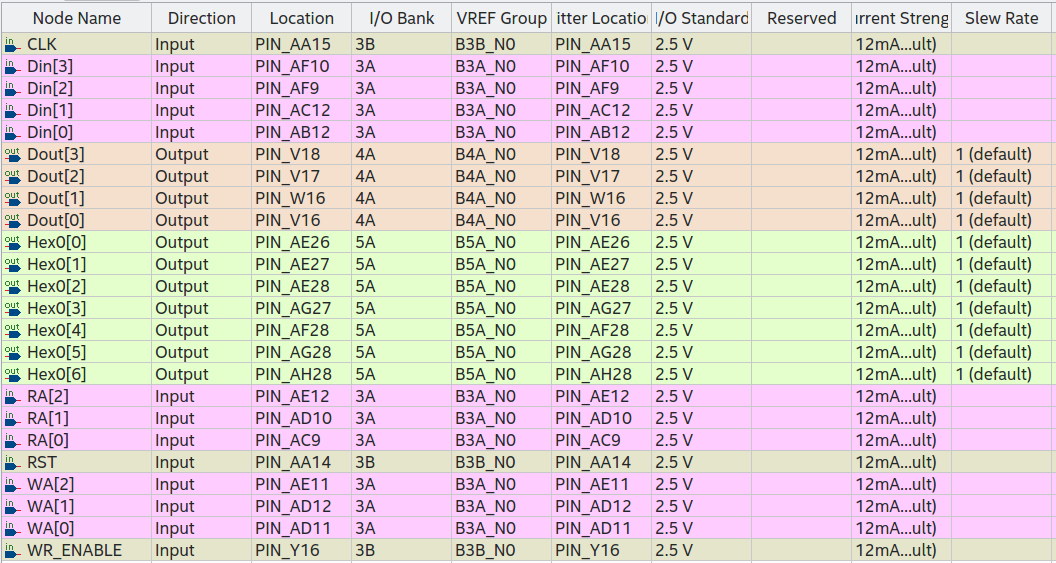 Node Name Direction Location I/O Bank VREF Group itter Locatio I/O Standard Reserved urrent Streng Slew Rate
in CLK Input PIN_AA15 3B B3B_N0 PIN_AA15 2.5 V 12mA...ult)
in Din[3] Input PIN_AF10 3A B3A_N0 PIN_AF10 2.5 V 12mA...ult)
in Din[2] Input PIN_AF9 3A B3A_N0 PIN_AF9 2.5 V 12mA...ult)
in Din[1] Input PIN_AC12 3A B3A_N0 PIN_AC12 2.5 V 12mA...ult)
in Din[0] Input PIN_AB12 3A B3A_N0 PIN_AB12 2.5 V 12mA...ult)
out Dout[3] Output PIN_V18 4A B4A_N0 PIN_V18 2.5 V 12mA...ult) 1 (default)
out Dout[2] Output PIN_V17 4A B4A_N0 PIN_V17 2.5 V 12mA...ult) 1 (default)
out Dout[1] Output PIN_W16 4A B4A_N0 PIN_W16 2.5 V 12mA...ult) 1 (default)
out Dout[0] Output PIN_V16 4A B4A_N0 PIN_V16 2.5 V 12mA...ult) 1 (default)
out Hex0[0] Output PIN_AE26 5A B5A_N0 PIN_AE26 2.5 V 12mA...ult) 1 (default)
out Hex0[1] Output PIN_AE27 5A B5A_N0 PIN_AE27 2.5 V 12mA...ult) 1 (default)
out Hex0[2] Output PIN_AE28 5A B5A_N0 PIN_AE28 2.5 V 12mA...ult) 1 (default)
out Hex0[3] Output PIN_AG27 5A B5A_N0 PIN_AG27 2.5 V 12mA...ult) 1 (default)
out Hex0[4] Output PIN_AF28 5A B5A_N0 PIN_AF28 2.5 V 12mA...ult) 1 (default)
out Hex0[5] Output PIN_AG28 5A B5A_N0 PIN_AG28 2.5 V 12mA...ult) 1 (default)
out Hex0[6] Output PIN_AH28 5A B5A_N0 PIN_AH28 2.5 V 12mA...ult) 1 (default)
in RA[2] Input PIN_AE12 3A B3A_N0 PIN_AE12 2.5 V 12mA...ult)
in RA[1] Input PIN_AD10 3A B3A_N0 PIN_AD10 2.5 V 12mA...ult)
in RA[0] Input PIN_AC9 3A B3A_N0 PIN_AC9 2.5 V 12mA...ult)
in RST Input PIN_AA14 3B B3B_N0 PIN_AA14 2.5 V 12mA...ult)
in WA[2] Input PIN_AE11 3A B3A_N0 PIN_AE11 2.5 V 12mA...ult)
in WA[1] Input PIN_AD12 3A B3A_N0 PIN_AD12 2.5 V 12mA...ult)
in WA[0] Input PIN_AD11 3A B3A_N0 PIN_AD11 2.5 V 12mA...ult)
in WR_ENABLE Input PIN_Y16 3B B3B_N0 PIN_Y16 2.5 V 12mA...ult)